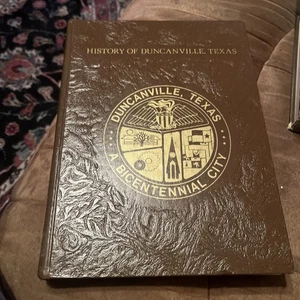 HISTORY OF DUNCANVILLE, TEXAS
DUNCANVILLE, TEXAS
A BICENTENNIAL CITY